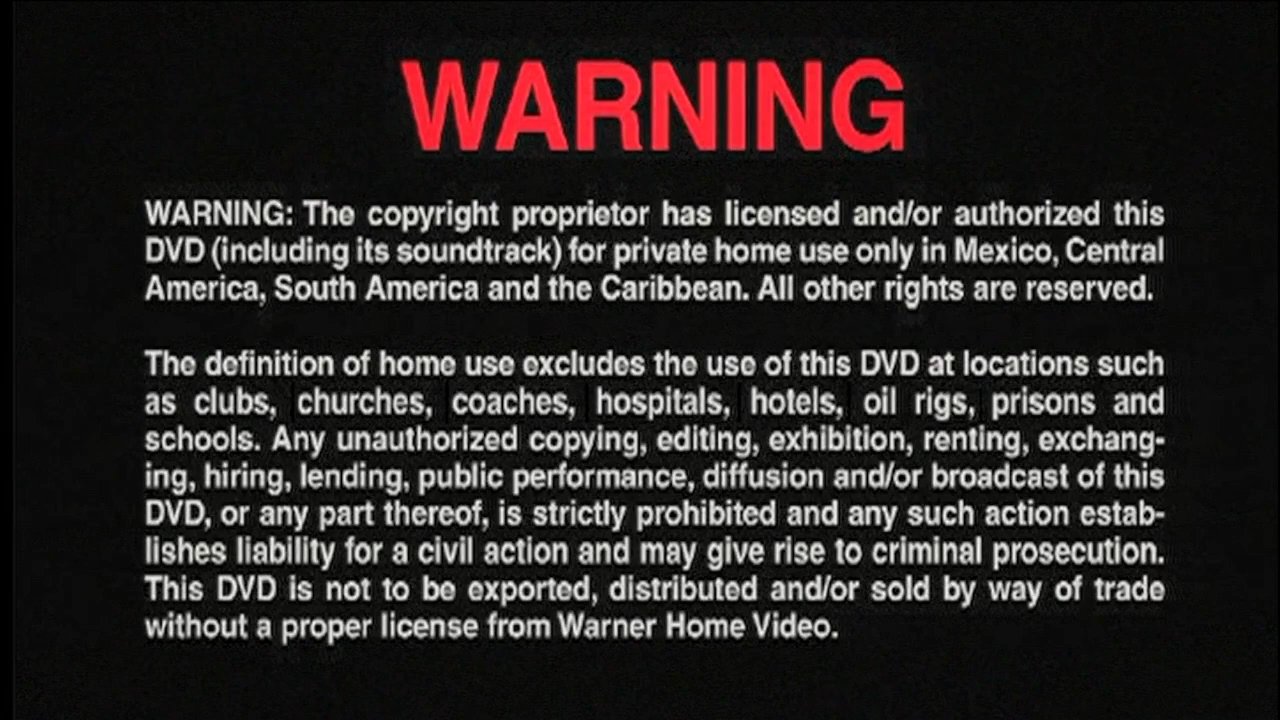 WARNING
WARNING: The copyright proprietor has licensed and/or authorized this
DVD (including its soundtrack) for private home use only in Mexico, Central
America, South America and the Caribbean. All other rights are reserved.
The definition of home use excludes the use of this DVD at locations such
as clubs, churches, coaches, hospitals, hotels, oil rigs, prisons and
schools. Any unauthorized copying, editing, exhibition, renting, exchang-
ing, hiring, lending, public performance, diffusion and/or broadcast of this
DVD, or any part thereof, is strictly prohibited and any such action estab-
lishes liability for a civil action and may give rise to criminal prosecution.
This DVD is not to be exported, distributed and/or sold by way of trade
without a proper license from Warner Home Video.